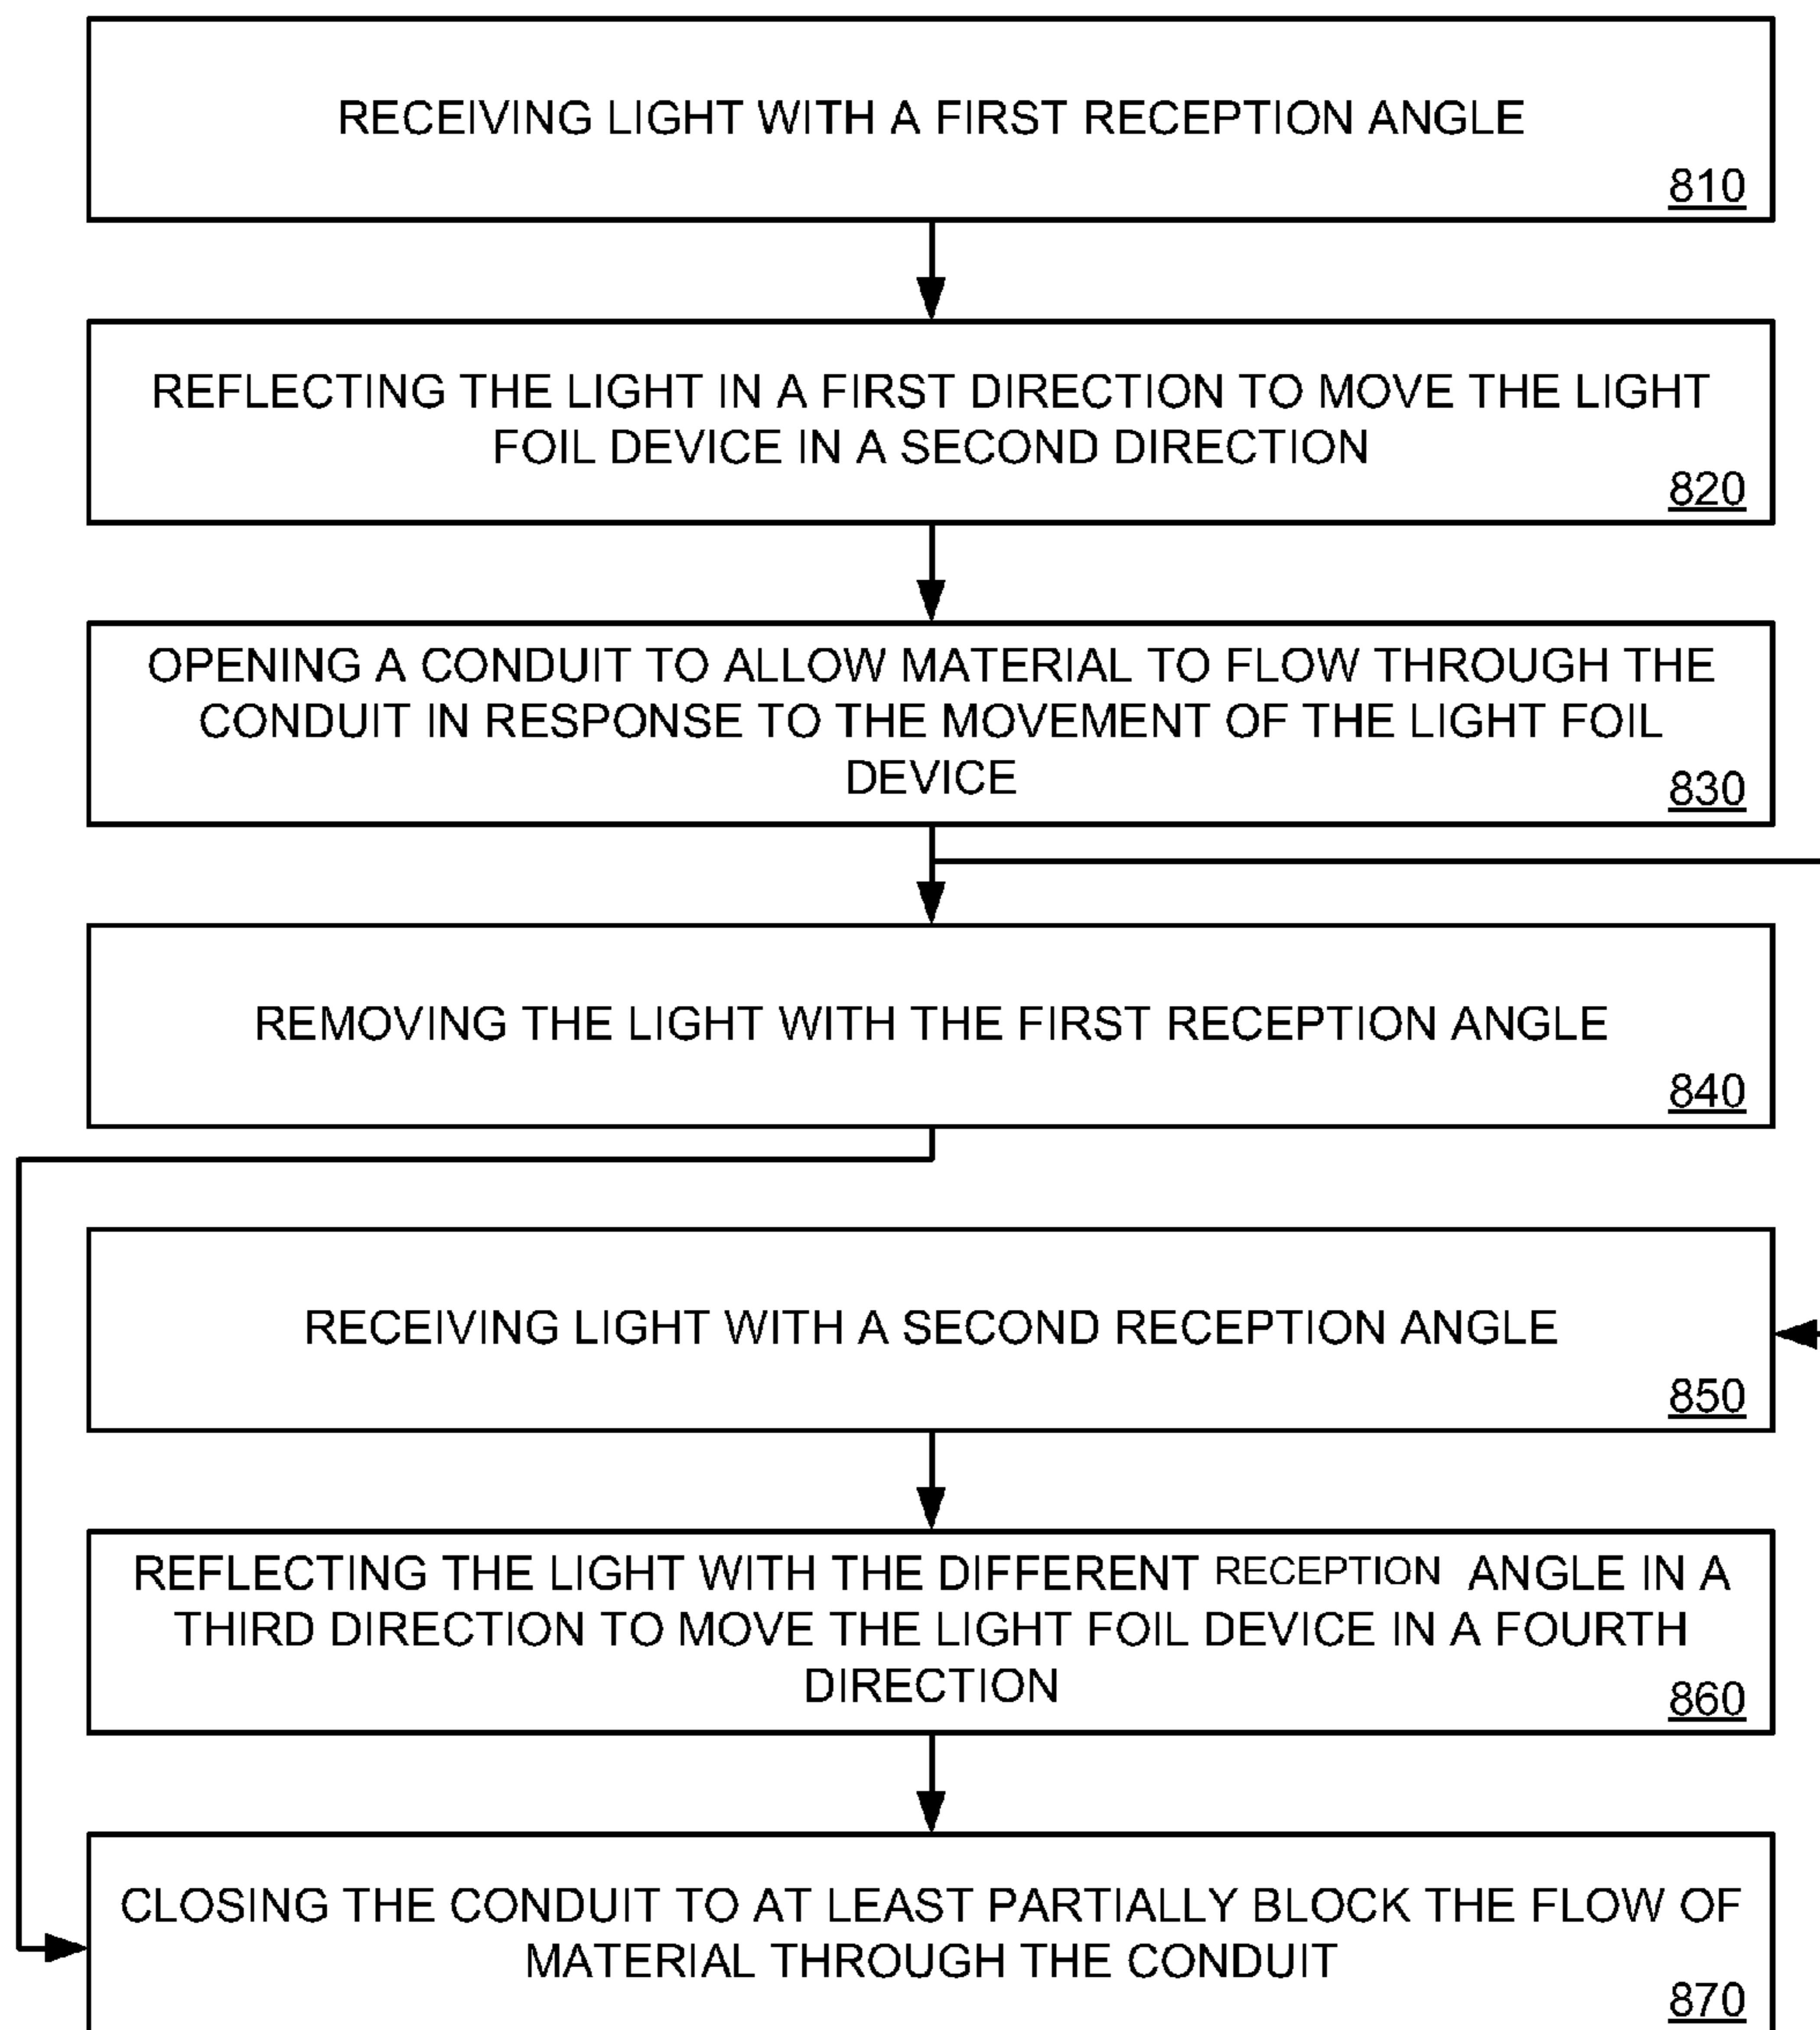 RECEIVING LIGHT WITH A FIRST RECEPTION ANGLE
810
REFLECTING THE LIGHT IN A FIRST DIRECTION TO MOVE THE LIGHT
FOIL DEVICE IN A SECOND DIRECTION
820
OPENING A CONDUIT TO ALLOW MATERIAL TO FLOW THROUGH THE
CONDUIT IN RESPONSE TO THE MOVEMENT OF THE LIGHT FOIL
DEVICE
830
REMOVING THE LIGHT WITH THE FIRST RECEPTION ANGLE
840
RECEIVING LIGHT WITH A SECOND RECEPTION ANGLE
850
REFLECTING THE LIGHT WITH THE DIFFERENT RECEPTION ANGLE IN A
THIRD DIRECTION TO MOVE THE LIGHT FOIL DEVICE IN A FOURTH
DIRECTION
860
CLOSING THE CONDUIT TO AT LEAST PARTIALLY BLOCK THE FLOW OF
MATERIAL THROUGH THE CONDUIT
870